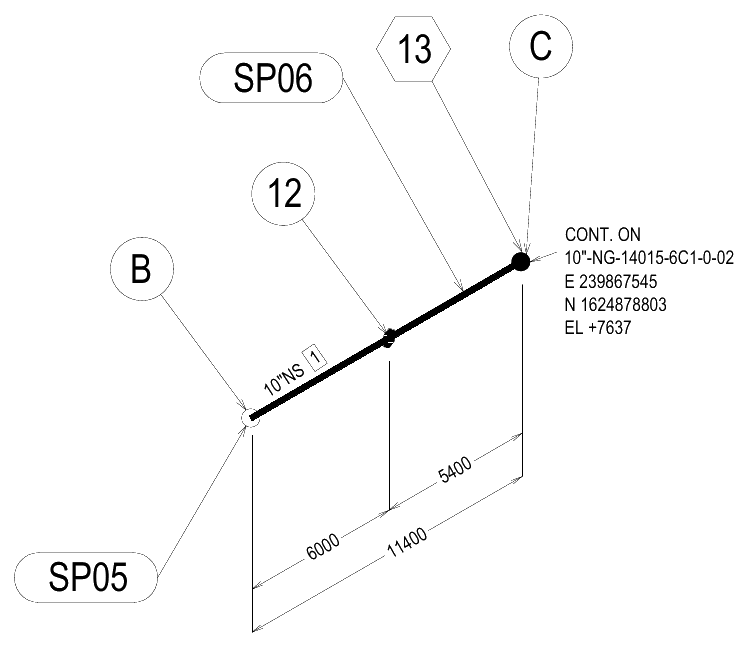 13
C
SP06
12
B
CONT. ON
10"-NG-14015-6C1-0-02
E 239867545
N 1624878803
EL +7637
10"NS 1
5400
6000
11400
SP05